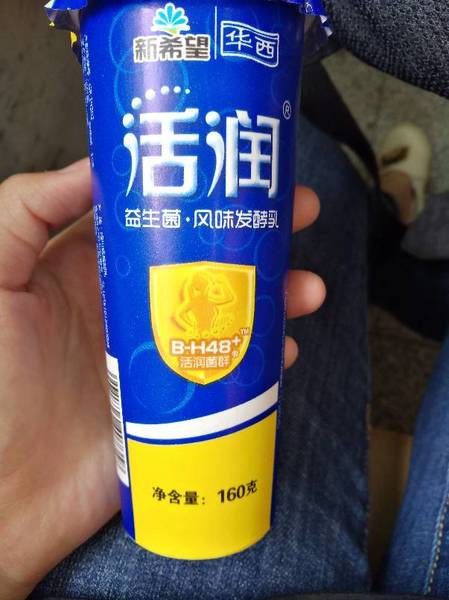 新希望 华西
活润®
益生菌·风味发酵乳
B-H48+™
活润菌群®
净含量: 160克